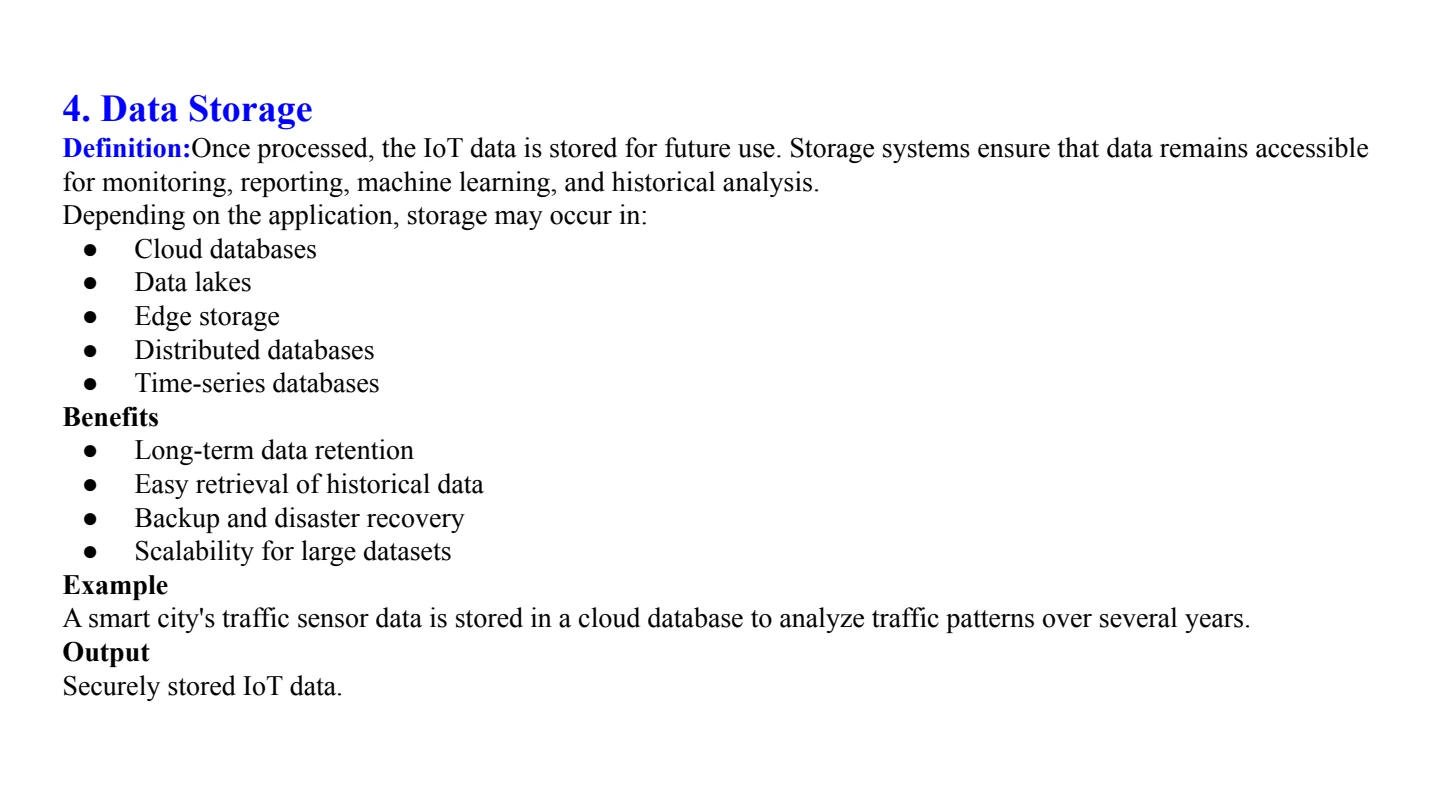 4. Data Storage
Definition:Once processed, the IoT data is stored for future use. Storage systems ensure that data remains accessible
for monitoring, reporting, machine learning, and historical analysis.
Depending on the application, storage may occur in:
● Cloud databases
● Data lakes
● Edge storage
● Distributed databases
● Time-series databases
Benefits
● Long-term data retention
● Easy retrieval of historical data
● Backup and disaster recovery
● Scalability for large datasets
Example
A smart city's traffic sensor data is stored in a cloud database to analyze traffic patterns over several years.
Output
Securely stored IoT data.